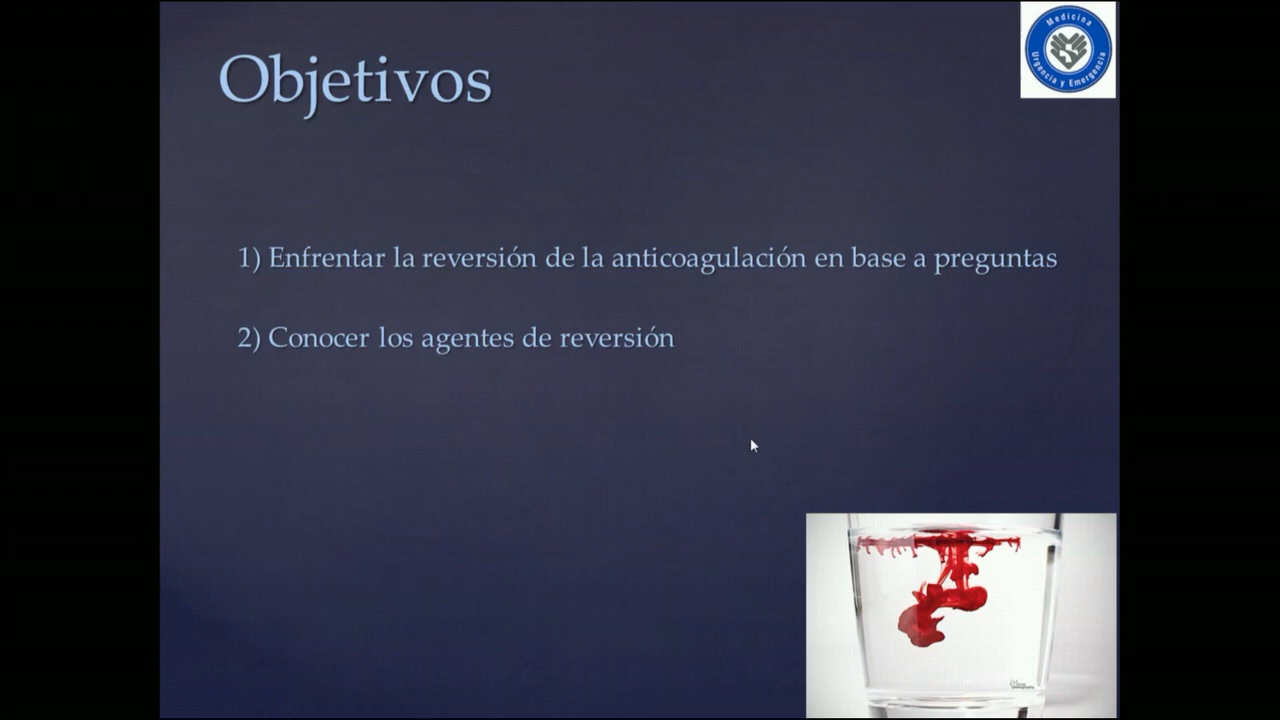 Objetivos
Medicina
Urgencia y Emergencia
1) Enfrentar la reversión de la anticoagulación en base a preguntas
2) Conocer los agentes de reversión